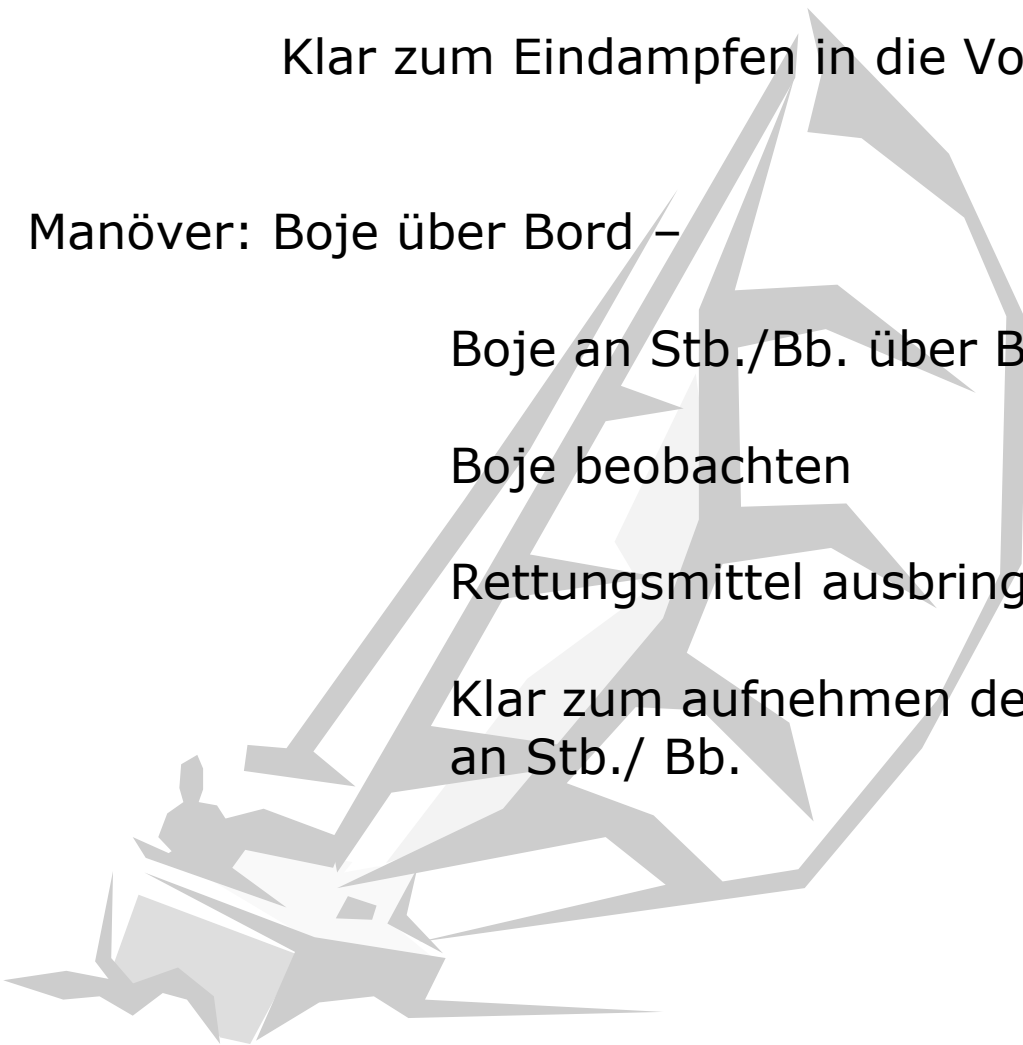 Klar zum Eindampfen in die Vo
Manöver: Boje über Bord –
Boje an Stb./Bb. über B
Boje beobachten
Rettungsmittel ausbring
Klar zum aufnehmen de
an Stb./ Bb.